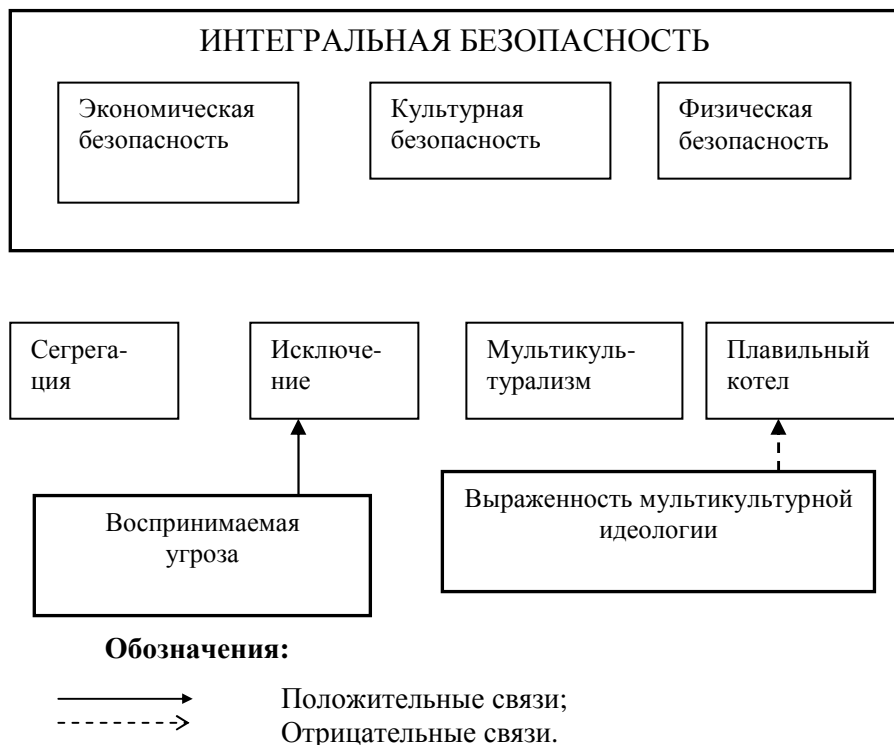 ИНТЕГРАЛЬНАЯ БЕЗОПАСНОСТЬ
Экономическая
безопасность
Культурная
безопасность
Физическая
безопасность
Сегрега-
ция
Исключе-
ние
Мультикуль-
турализм
Плавильный
котел
Воспринимаемая
угроза
Выраженность мультикультурной
идеологии
Обозначения:
Положительные связи;
Отрицательные связи.